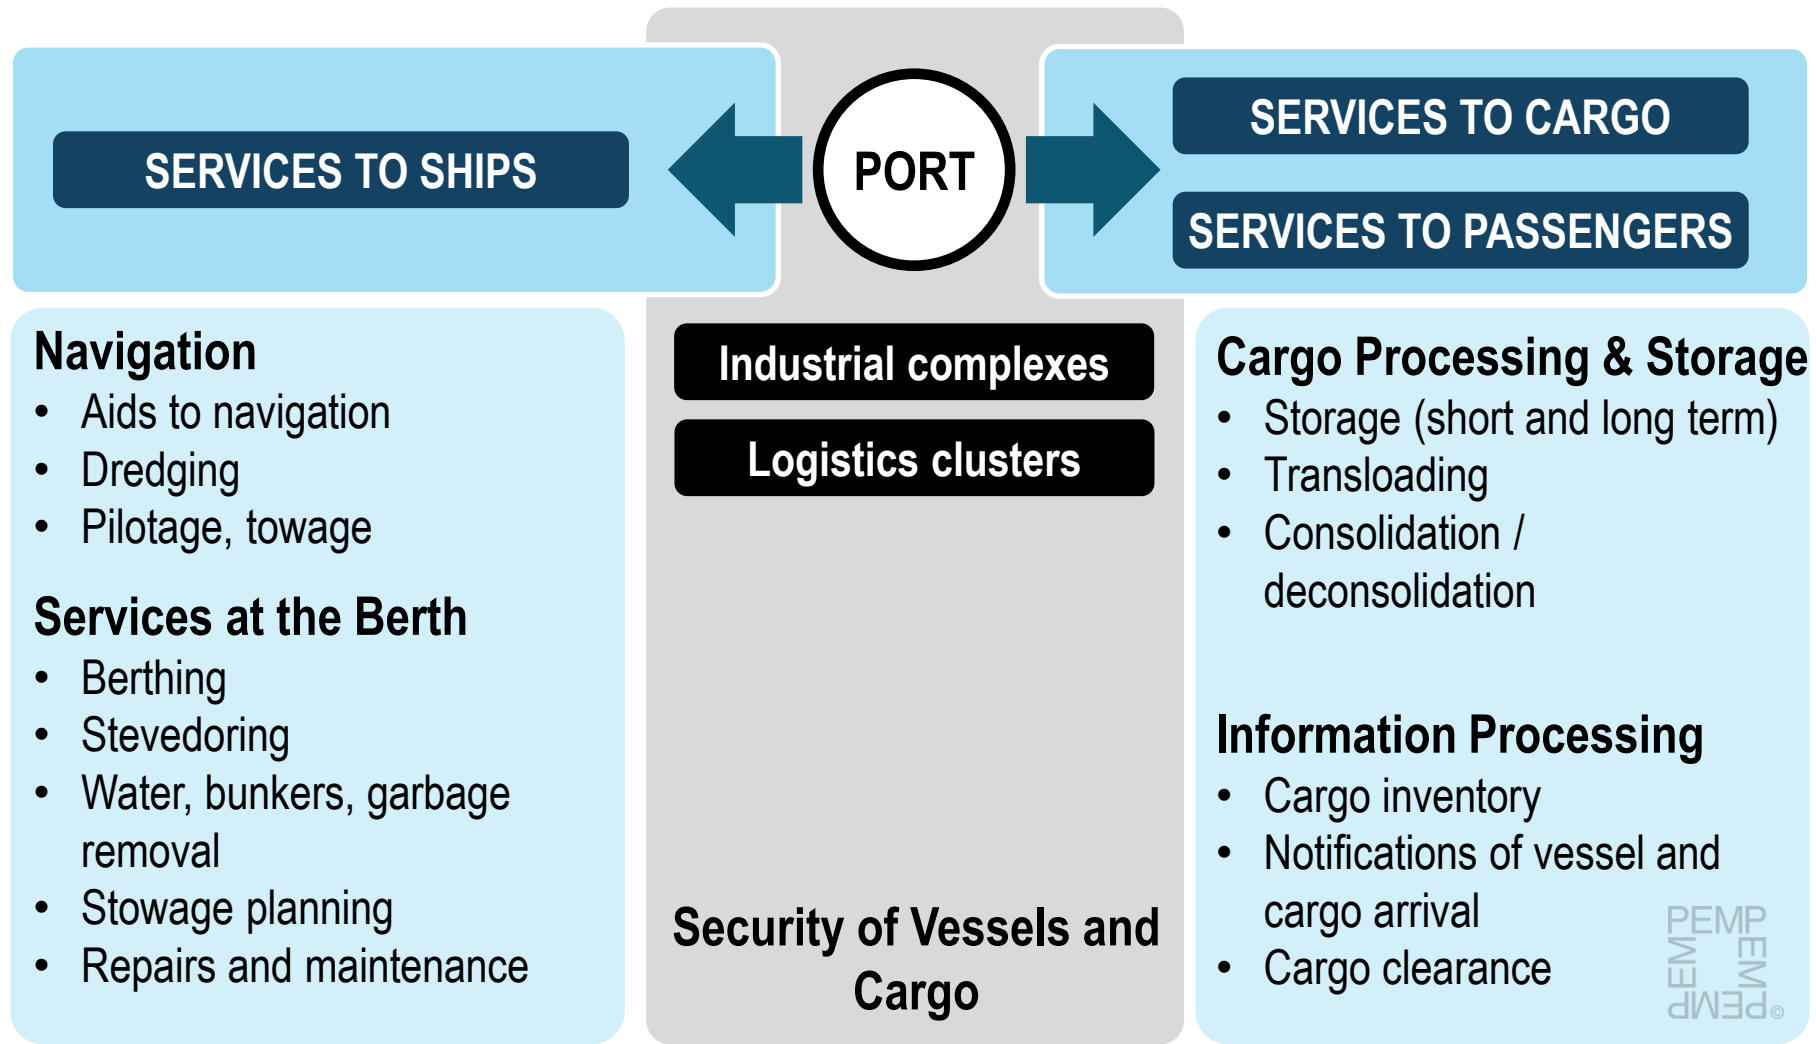 SERVICES TO SHIPS
PORT
SERVICES TO CARGO
SERVICES TO PASSENGERS
Navigation
• Aids to navigation
• Dredging
• Pilotage, towage
Services at the Berth
• Berthing
• Stevedoring
• Water, bunkers, garbage
removal
• Stowage planning
• Repairs and maintenance
Industrial complexes
Logistics clusters
Security of Vessels and
Cargo
Cargo Processing & Storage
• Storage (short and long term)
• Transloading
• Consolidation /
deconsolidation
Information Processing
• Cargo inventory
• Notifications of vessel and
cargo arrival
• Cargo clearance
PEMP
PEMP
PEMP
PEMP
©